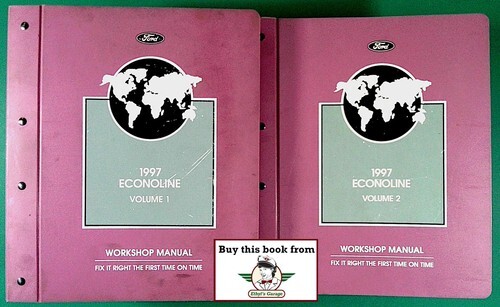 Ford
1997
ECONOLINE
VOLUME 1
WORKSHOP MANUAL
FIX IT RIGHT THE FIRST TIME ON TIME
Ford
1997
ECONOLINE
VOLUME 2
WORKSHOP MANUAL
FIX IT RIGHT THE FIRST TIME ON TIME
Buy this book from
Ethyl's Garage